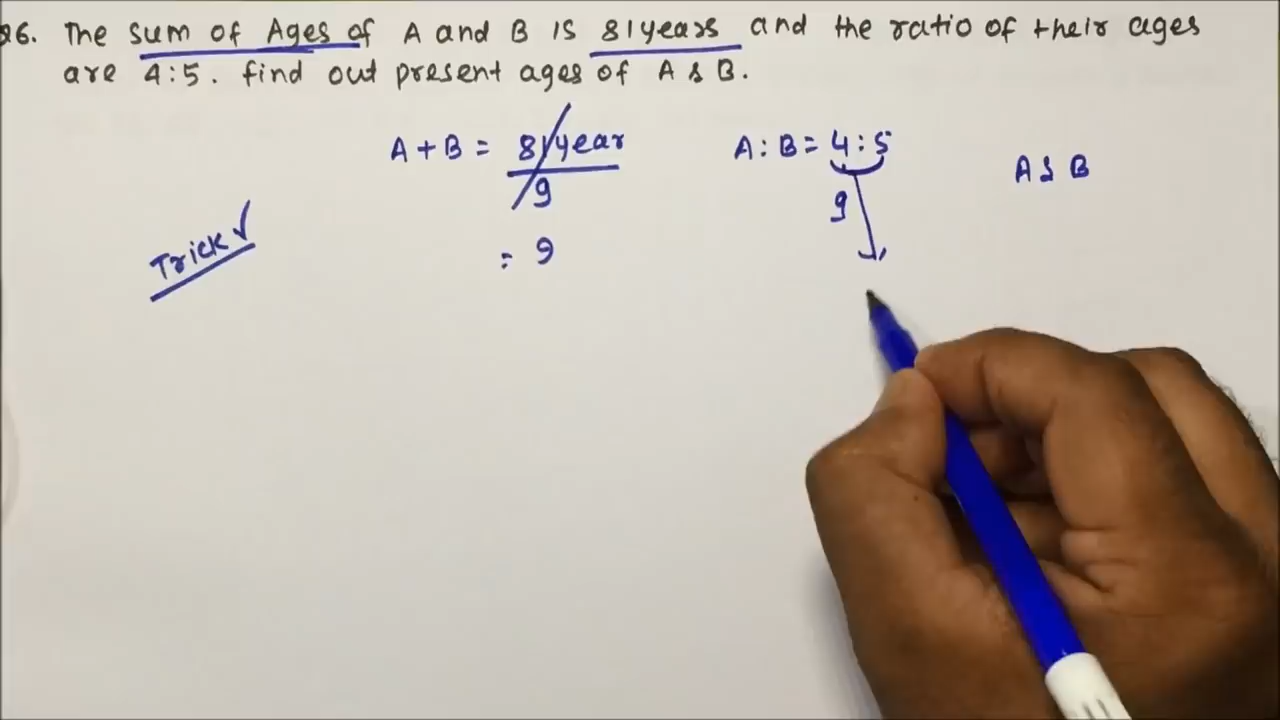 26. The sum of Ages of A and B is 81years and the ratio of their ages
are 4:5. find out present ages of A & B.
A + B = 81year
9
= 9
A : B = 4 : 5
9
A & B
Trick ✓